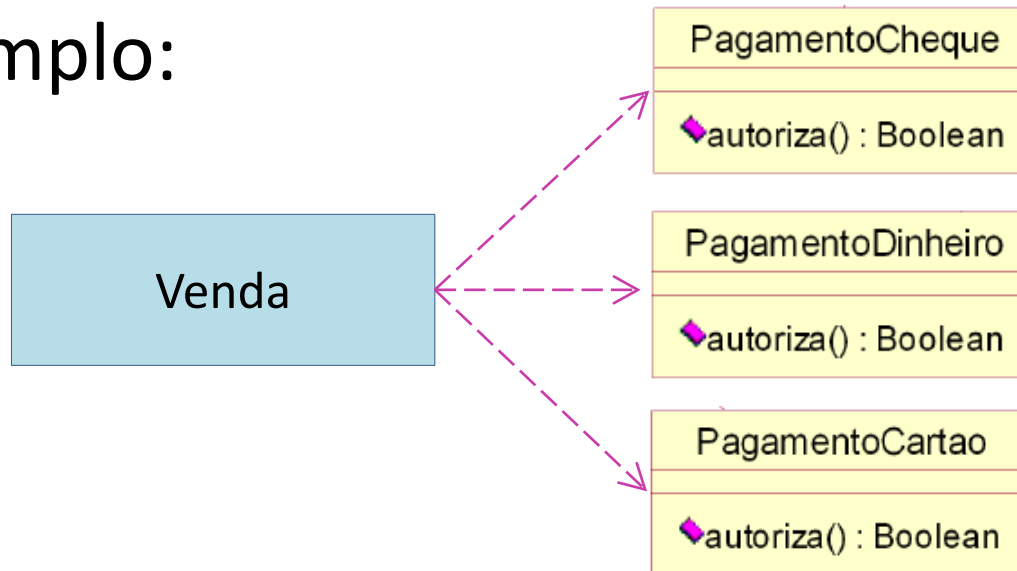 mplo:
PagamentoCheque
autoriza() : Boolean
Venda
PagamentoDinheiro
autoriza() : Boolean
PagamentoCartao
autoriza() : Boolean